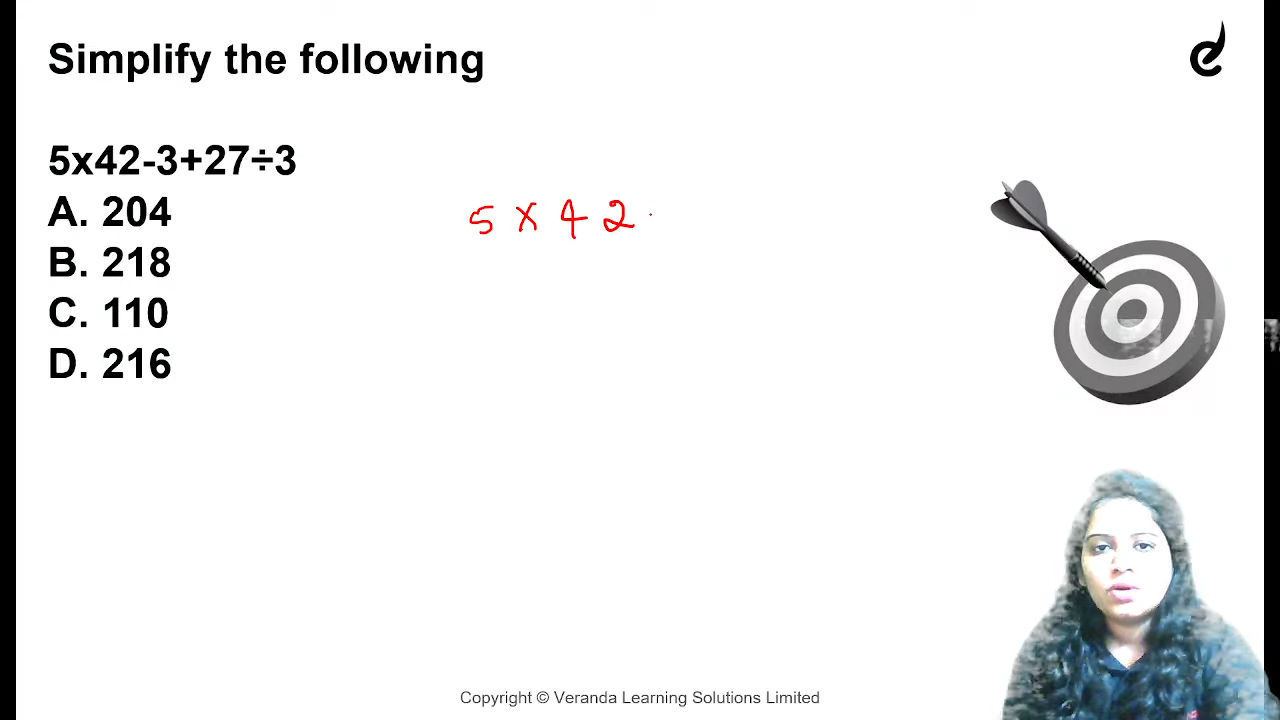 Simplify the following
5x42-3+27÷3
A. 204
5 x 4 2
B. 218
C. 110
D. 216
Copyright © Veranda Learning Solutions Limited